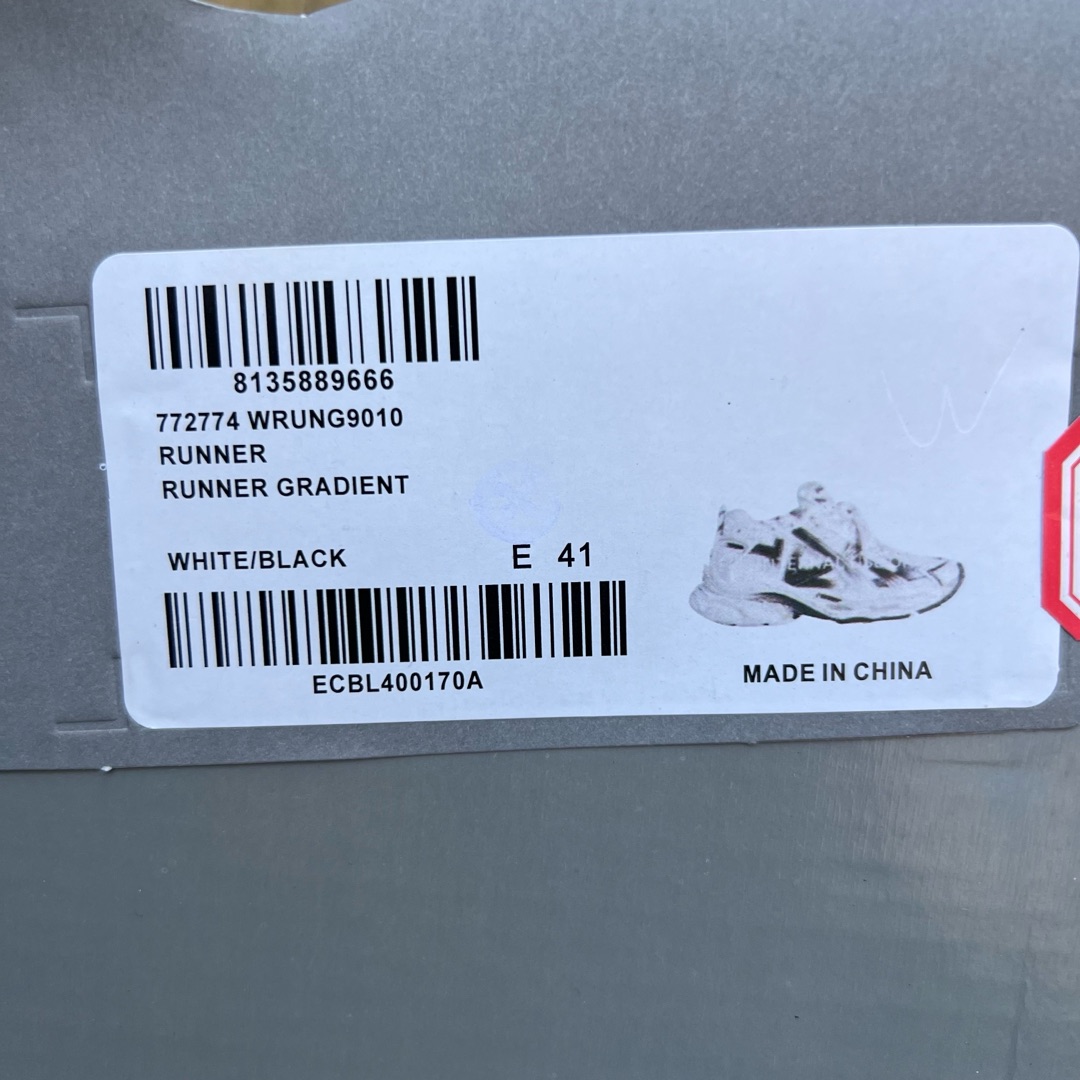 8135889666
772774 WRUNG9010
RUNNER
RUNNER GRADIENT
WHITE/BLACK E 41
ECBL400170A
MADE IN CHINA